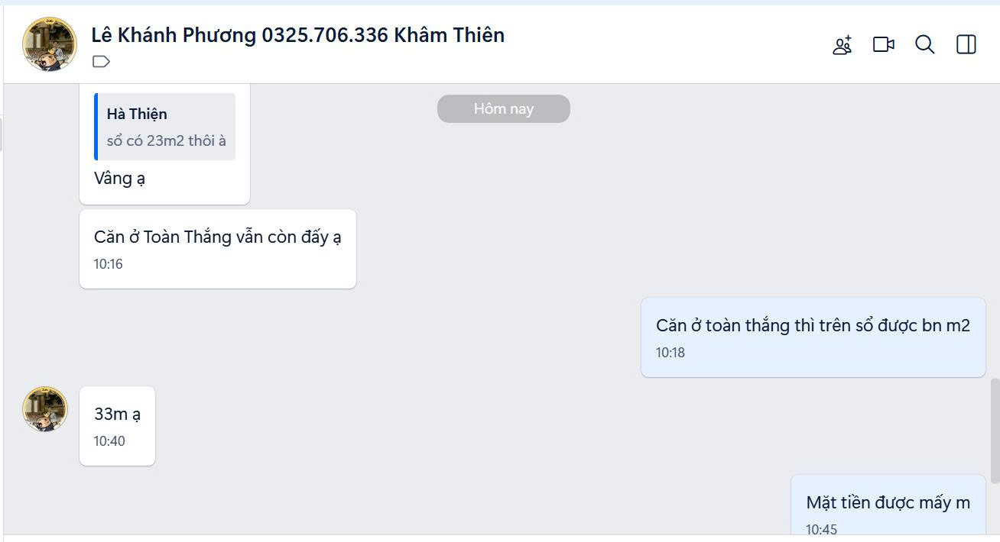 Lê Khánh Phương 0325.706.336 Khâm Thiên
Hôm nay
Hà Thiện
sổ có 23m2 thôi à
Vâng ạ
Căn ở Toàn Thắng vẫn còn đấy ạ
10:16
Căn ở toàn thắng thì trên sổ được bn m2
10:18
33m ạ
10:40
Mặt tiền được mấy m
10:45